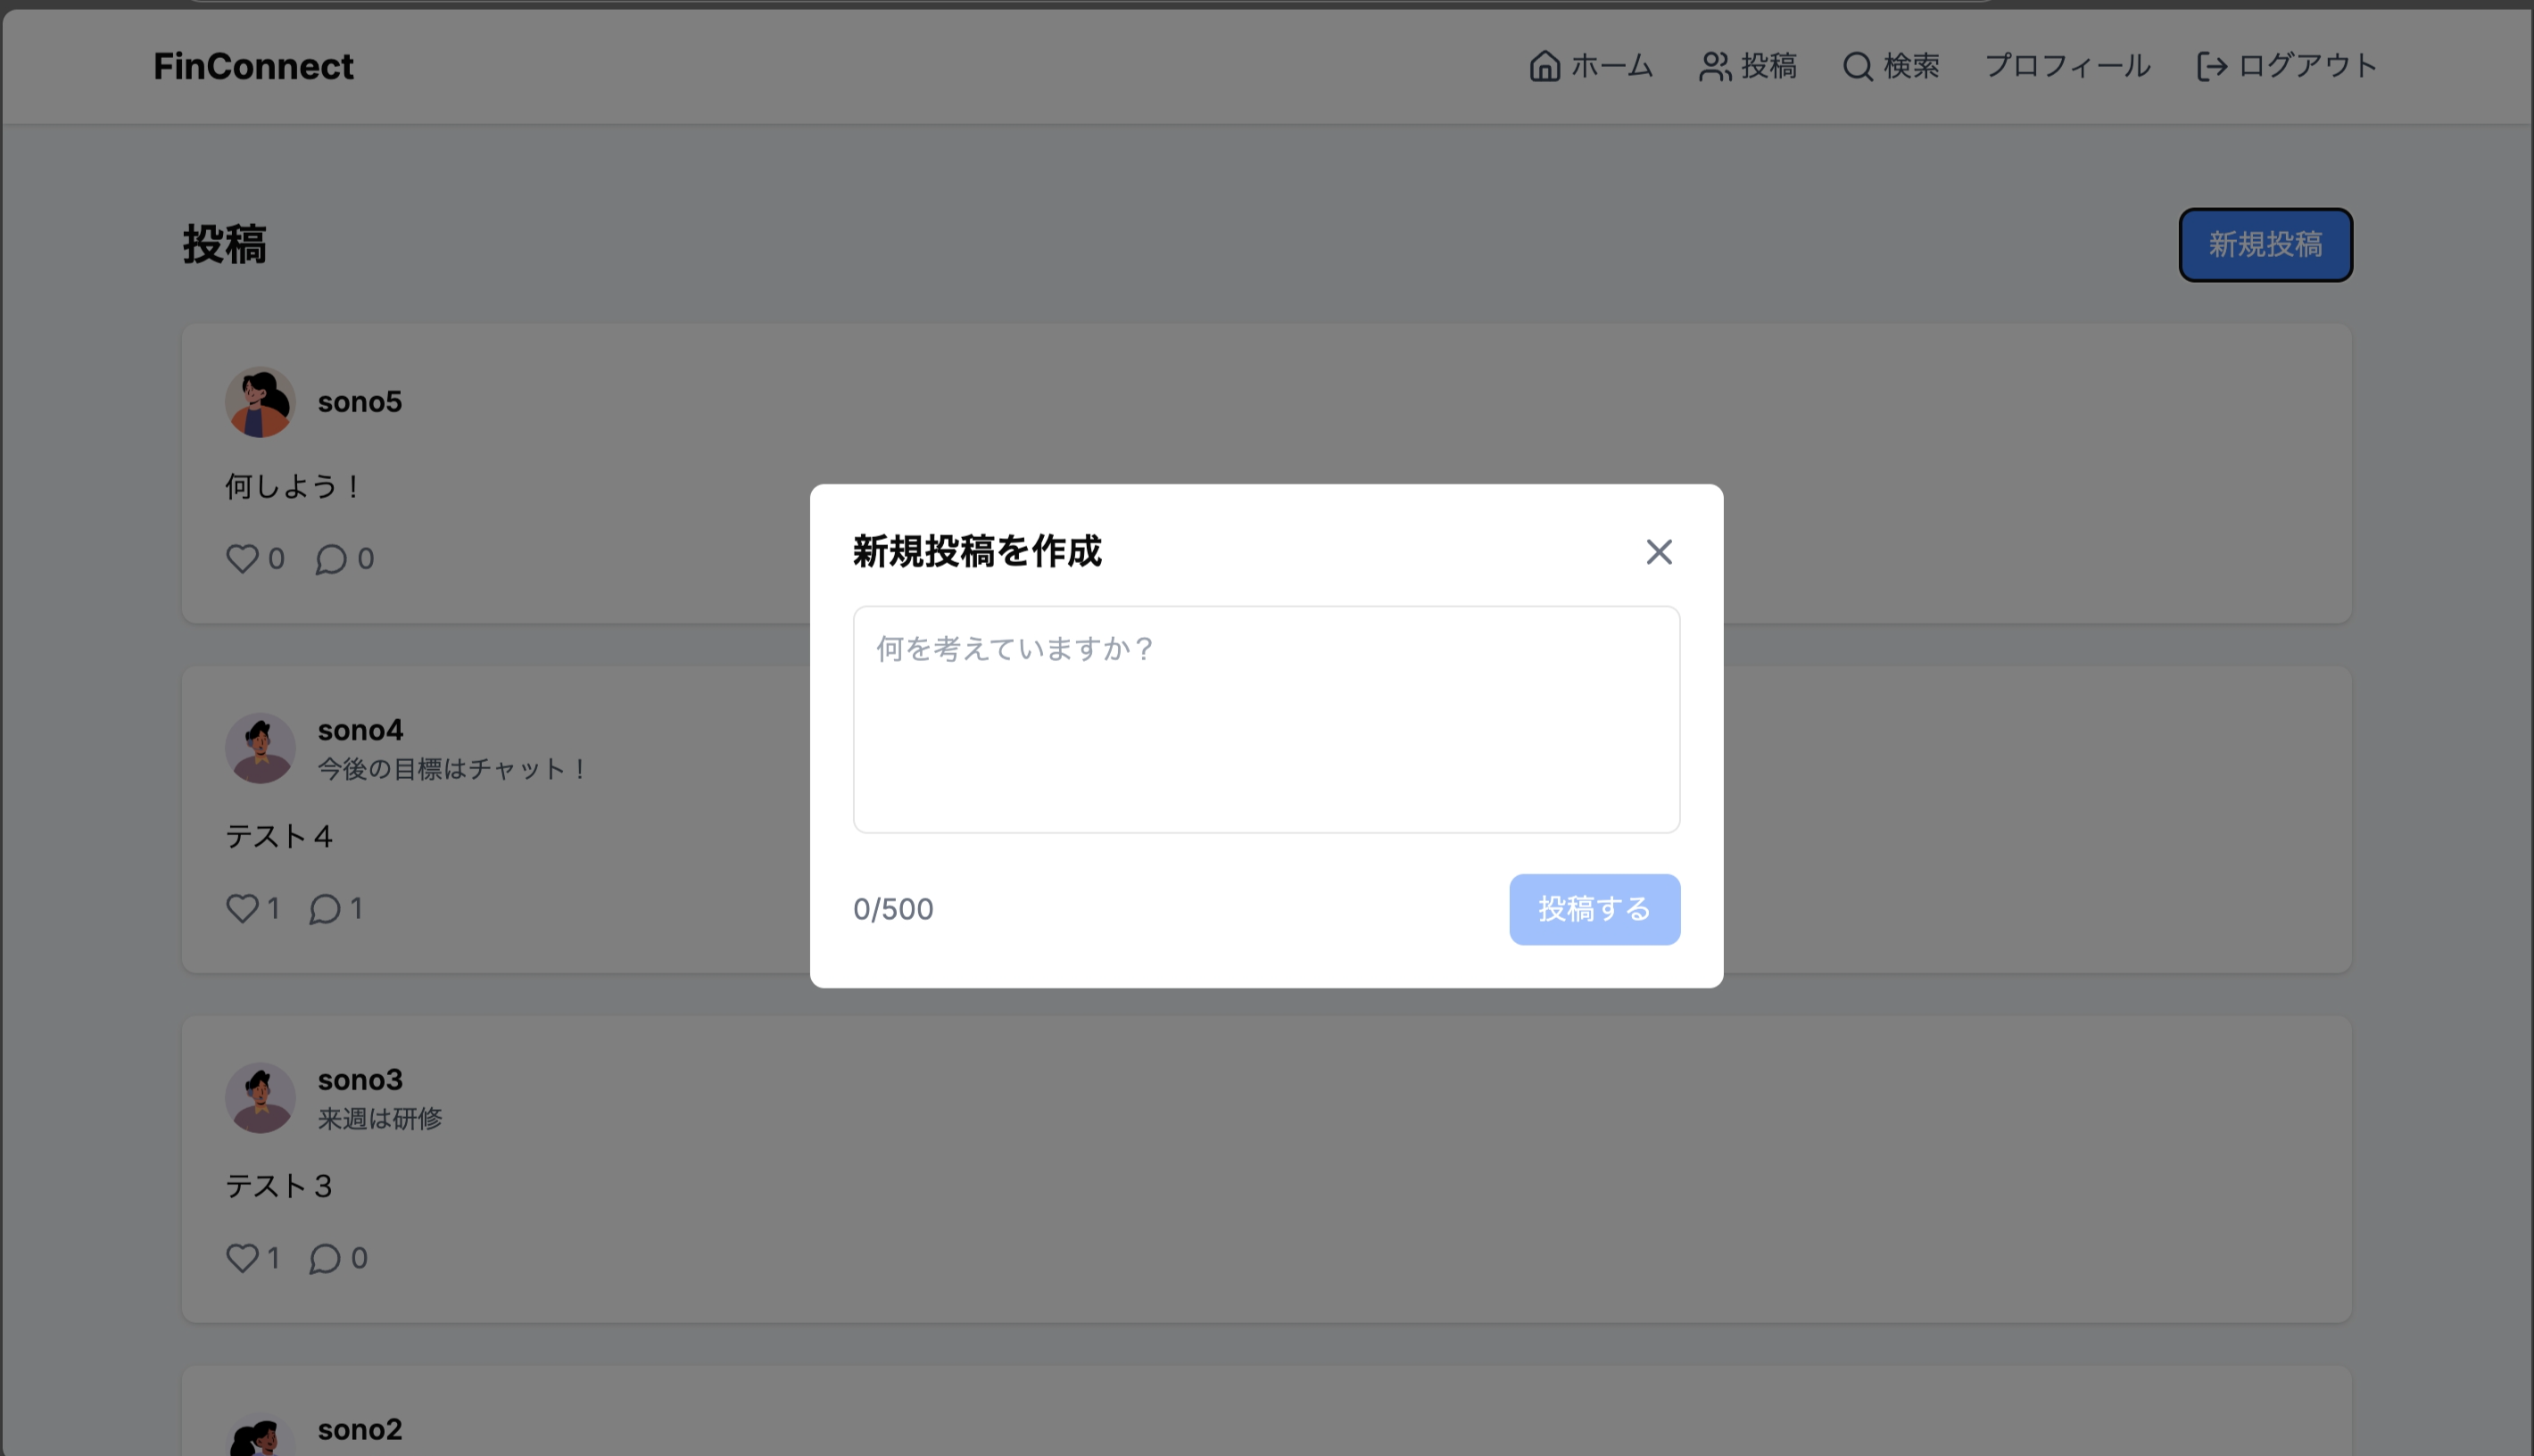 FinConnect
ホーム 投稿 検索 プロフィール ログアウト
投稿
新規投稿
sono5
何しよう！
0 0
新規投稿を作成
何を考えていますか？
0/500
投稿する
sono4
今後の目標はチャット！
テスト４
1 1
sono3
来週は研修
テスト３
1 0
sono2